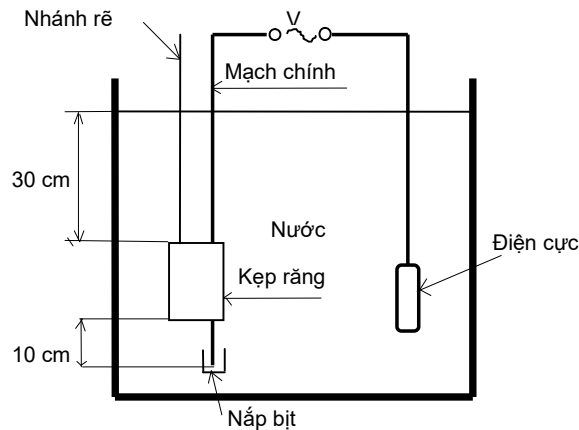 Nhánh rẽ
V
Mạch chính
30 cm
Nước
Điện cực
Kẹp răng
10 cm
Nắp bịt